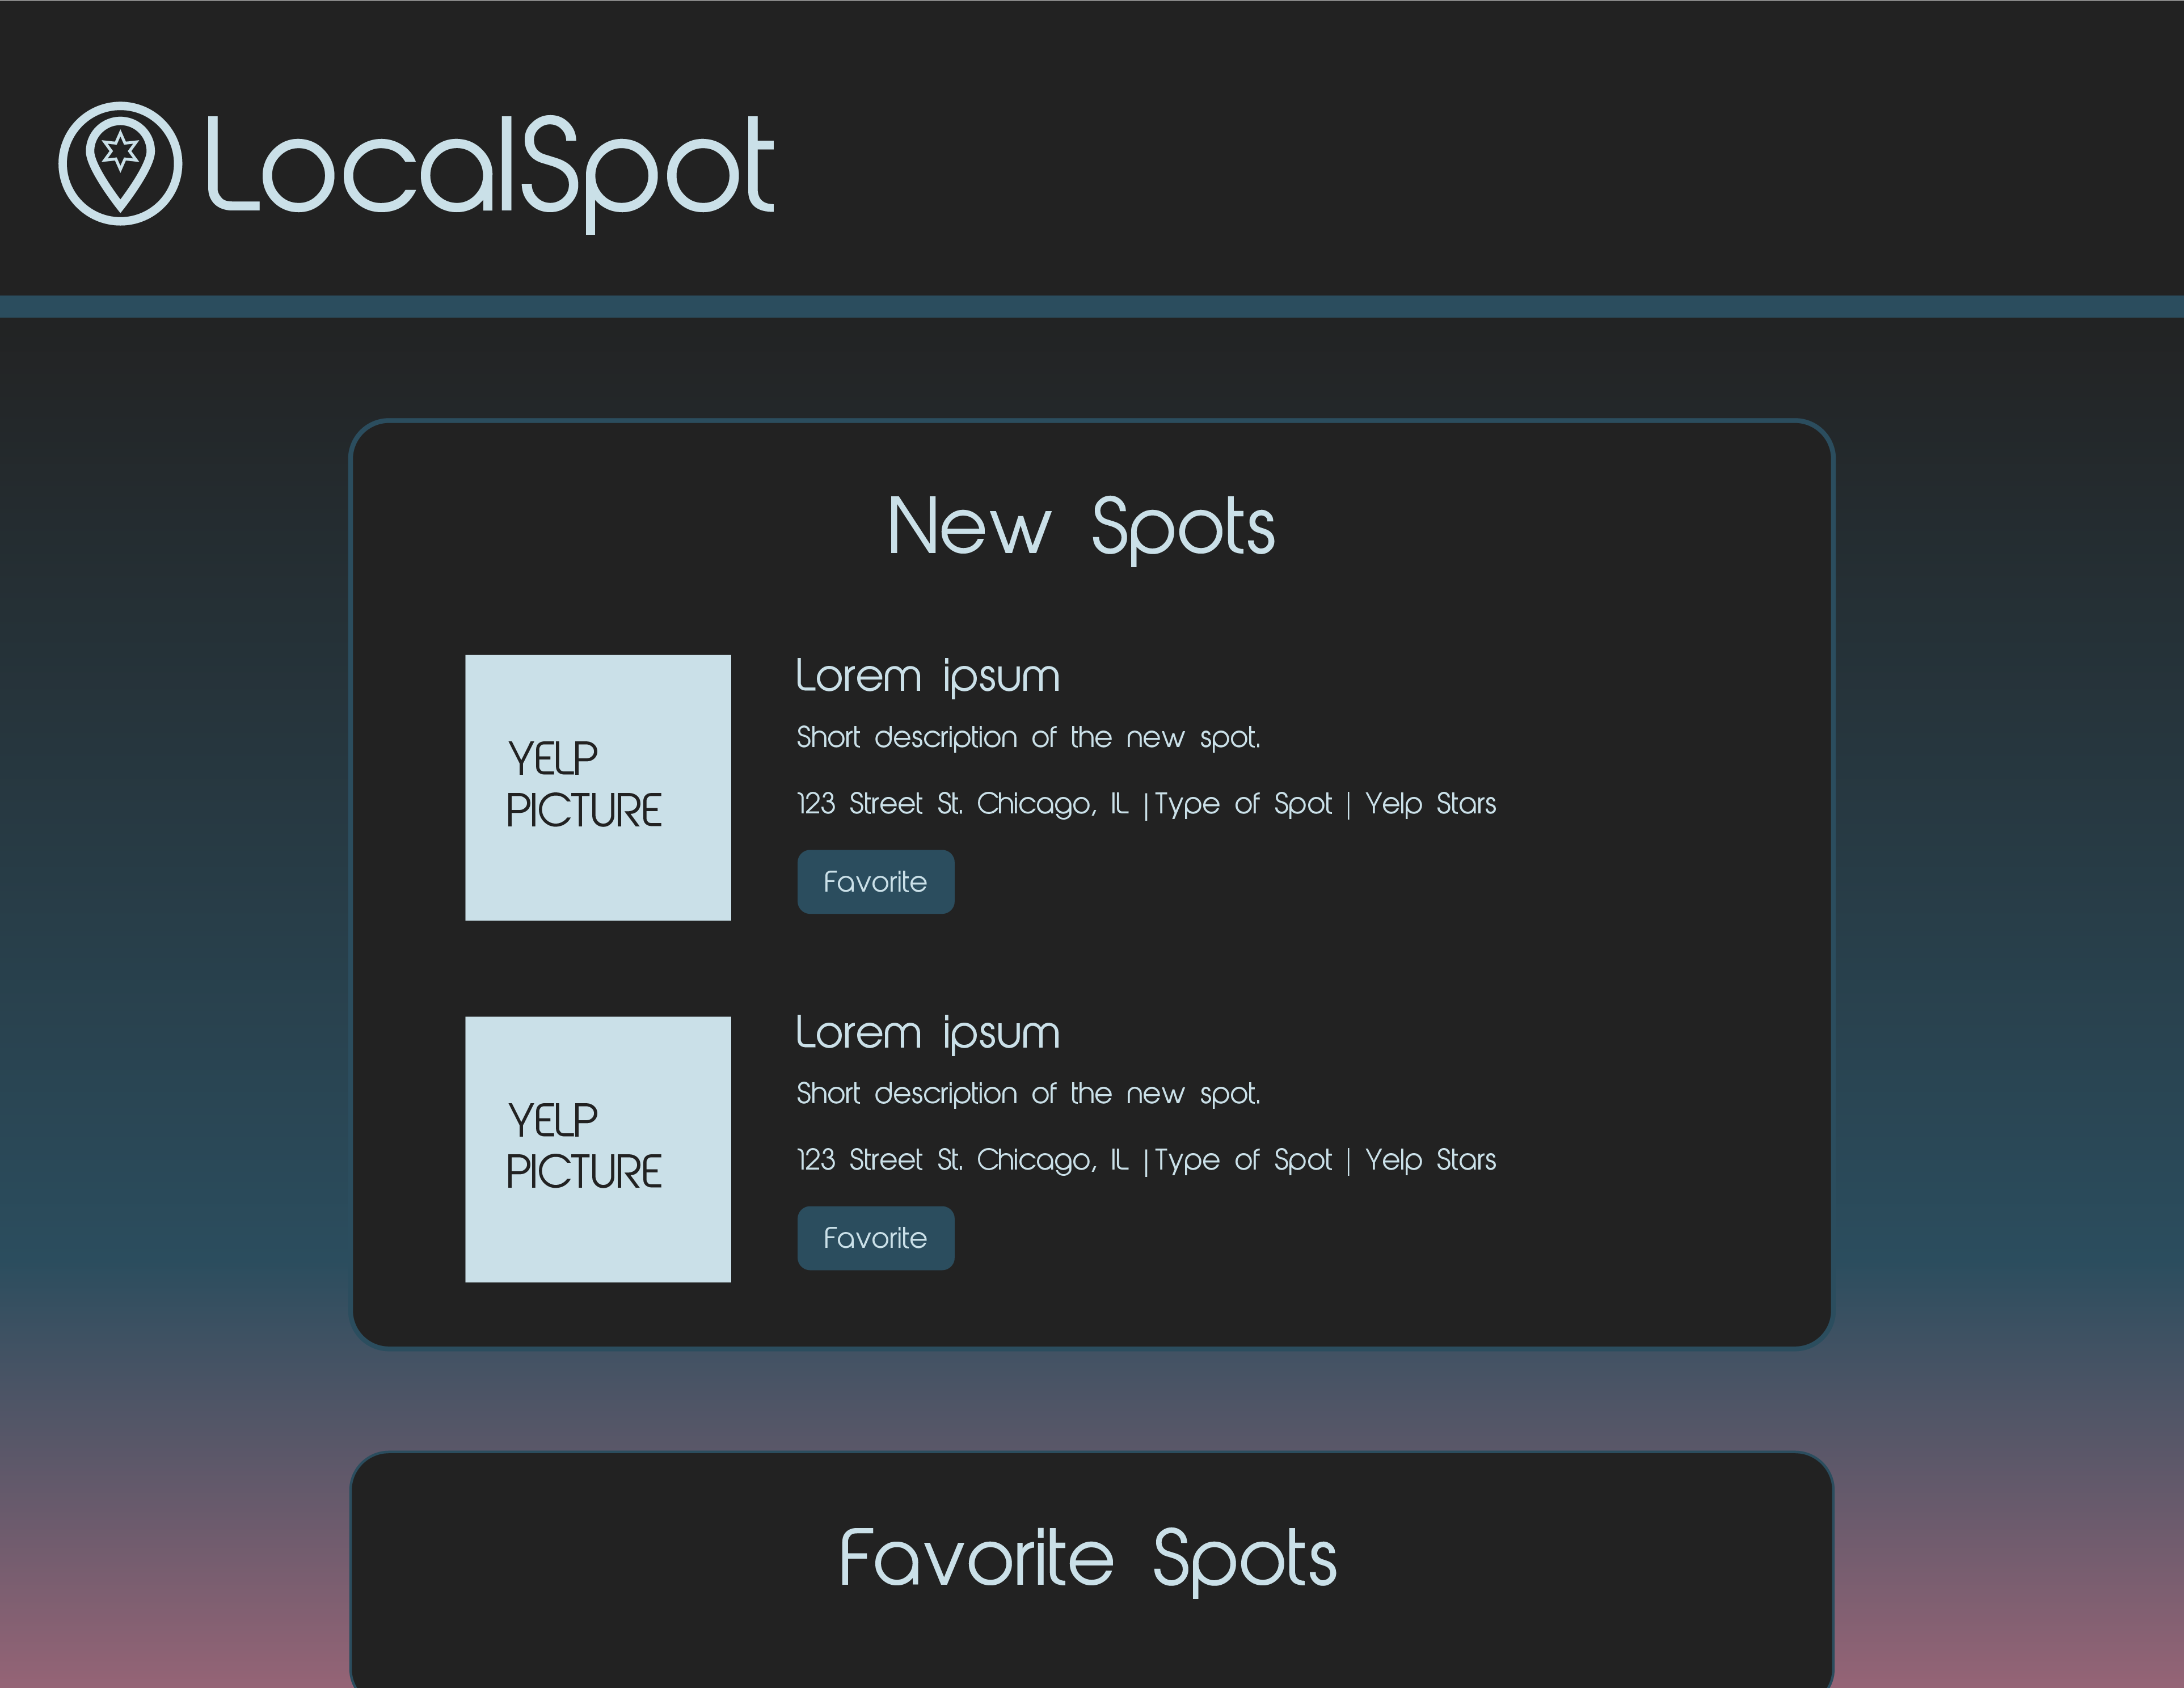 LocalSpot
New Spots
YELP
PICTURE
Lorem ipsum
Short description of the new spot.
123 Street St. Chicago, IL | Type of Spot | Yelp Stars
Favorite
YELP
PICTURE
Lorem ipsum
Short description of the new spot.
123 Street St. Chicago, IL | Type of Spot | Yelp Stars
Favorite
Favorite Spots